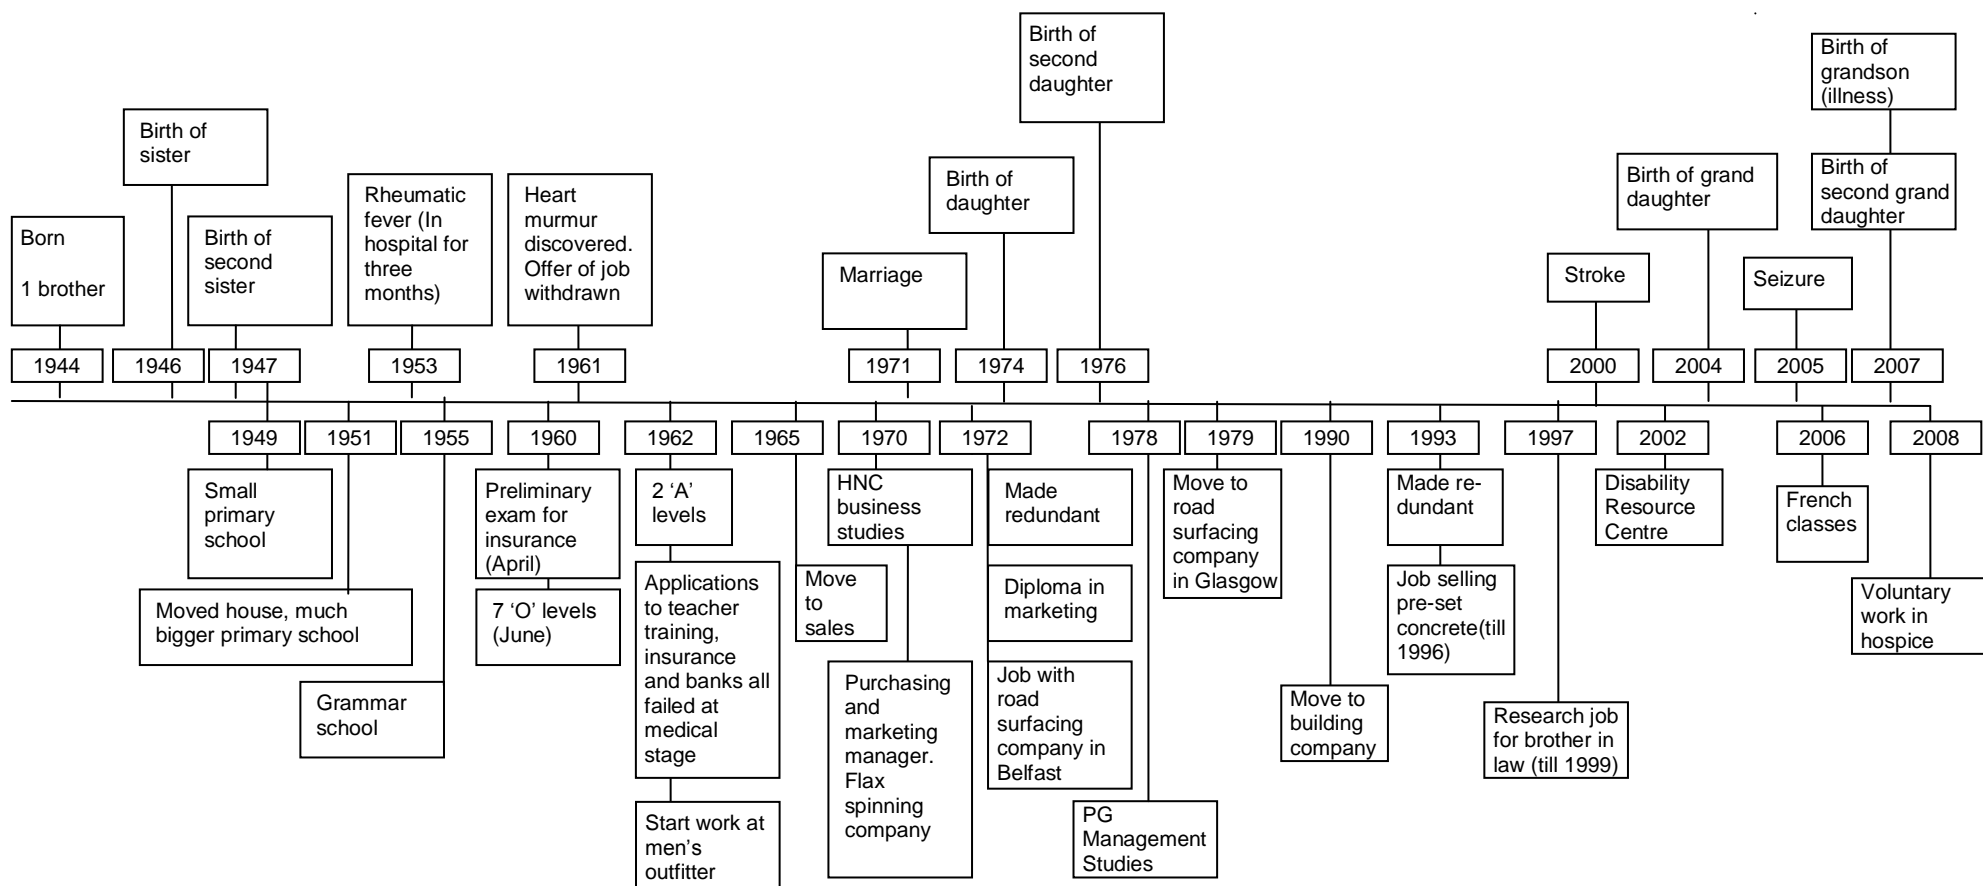 Birth of
second
daughter
Birth of
grandson
(illness)
Birth of
sister
Birth of
daughter
Birth of grand
daughter
Birth of
second grand
daughter
Rheumatic
fever (In
hospital for
three
months)
Heart
murmur
discovered.
Offer of job
withdrawn
Born
1 brother
Birth of
second
sister
Marriage
Stroke
Seizure
1944
1946
1947
1953
1961
1971
1974
1976
2000
2004
2005
2007
1949
1951
1955
1960
1962
1965
1970
1972
1978
1979
1990
1993
1997
2002
2006
2008
Small
primary
school
Moved house, much
bigger primary school
Grammar
school
Preliminary
exam for
insurance
(April)
7 ‘O’ levels
(June)
2 ‘A’
levels
Applications
to teacher
training,
insurance
and banks all
failed at
medical
stage
Start work at
men’s
outfitter
Move
to
sales
HNC
business
studies
Purchasing
and
marketing
manager.
Flax
spinning
company
Made
redundant
Diploma in
marketing
Job with
road
surfacing
company in
Belfast
PG
Management
Studies
Move to
road
surfacing
company
in Glasgow
Move to
building
company
Made re-
dundant
Job selling
pre-set
concrete(till
1996)
Research job
for brother in
law (till 1999)
Disability
Resource
Centre
French
classes
Voluntary
work in
hospice